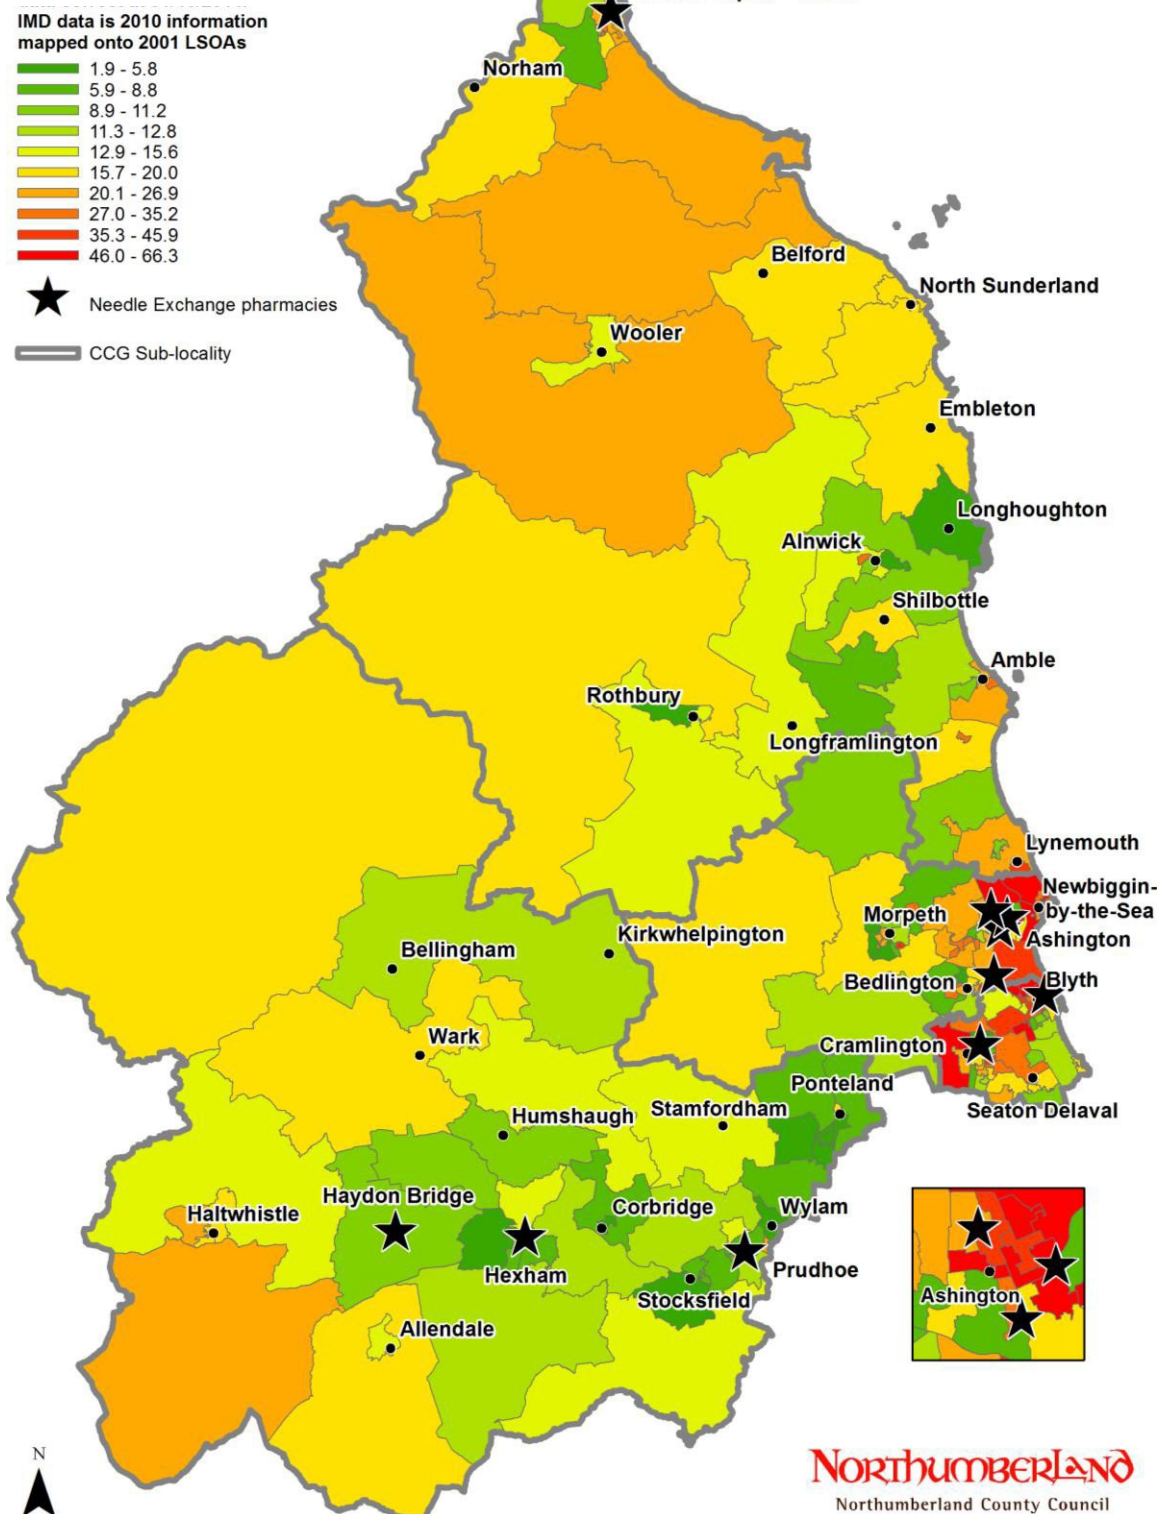 IMD data is 2010 information
mapped onto 2001 LSOAs
1.9 - 5.8
5.9 - 8.8
8.9 - 11.2
11.3 - 12.8
12.9 - 15.6
15.7 - 20.0
20.1 - 26.9
27.0 - 35.2
35.3 - 45.9
46.0 - 66.3
Needle Exchange pharmacies
CCG Sub-locality
Norham
Belford
North Sunderland
Wooler
Embleton
Longhoughton
Alnwick
Shilbottle
Amble
Rothbury
Longframlington
Lynemouth
Newbiggin-
by-the-Sea
Morpeth
Ashington
Kirkwhelpington
Bellingham
Bedlington
Blyth
Wark
Cramlington
Ponteland
Seaton Delaval
Humshaugh
Stamfordham
Haydon Bridge
Haltwhistle
Corbridge
Wylam
Hexham
Prudhoe
Stocksfield
Ashington
Allendale
N
NORTHUMBERLAND
Northumberland County Council